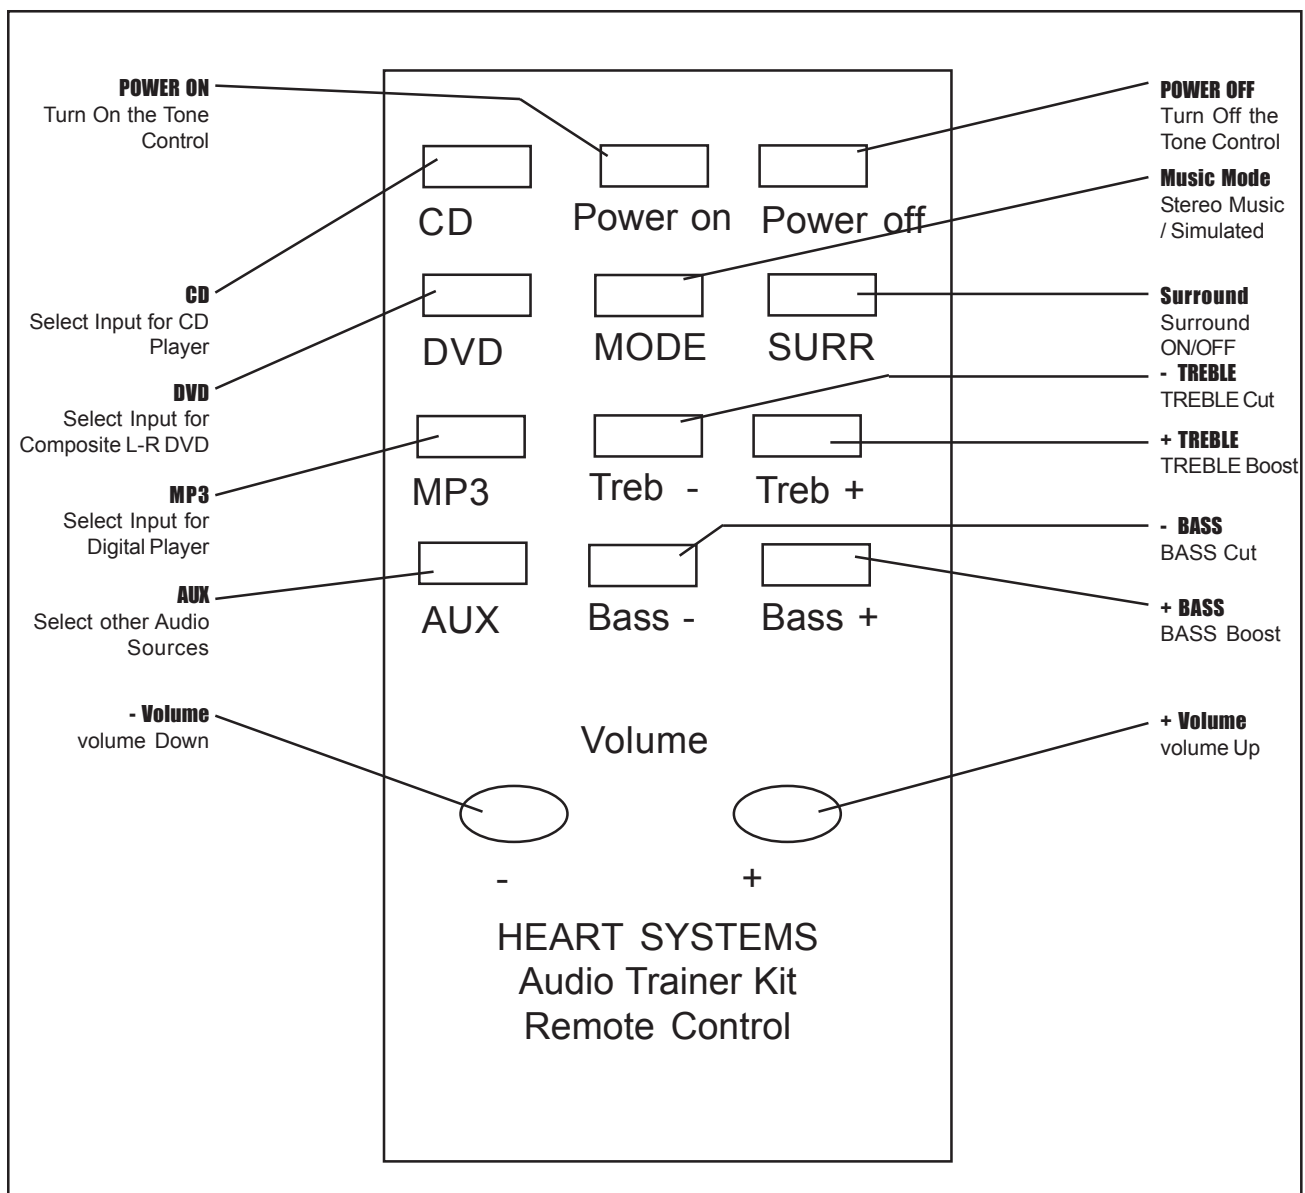 POWER ON
Turn On the Tone
Control
CD
Select Input for CD
Player
DVD
Select Input for
Composite L-R DVD
MP3
Select Input for
Digital Player
AUX
Select other Audio
Sources
- Volume
volume Down
CD Power on Power off
DVD MODE SURR
MP3 Treb - Treb +
AUX Bass - Bass +
Volume
- +
HEART SYSTEMS
Audio Trainer Kit
Remote Control
POWER OFF
Turn Off the
Tone Control
Music Mode
Stereo Music
/ Simulated
Surround
Surround
ON/OFF
- TREBLE
TREBLE Cut
+ TREBLE
TREBLE Boost
- BASS
BASS Cut
+ BASS
BASS Boost
+ Volume
volume Up